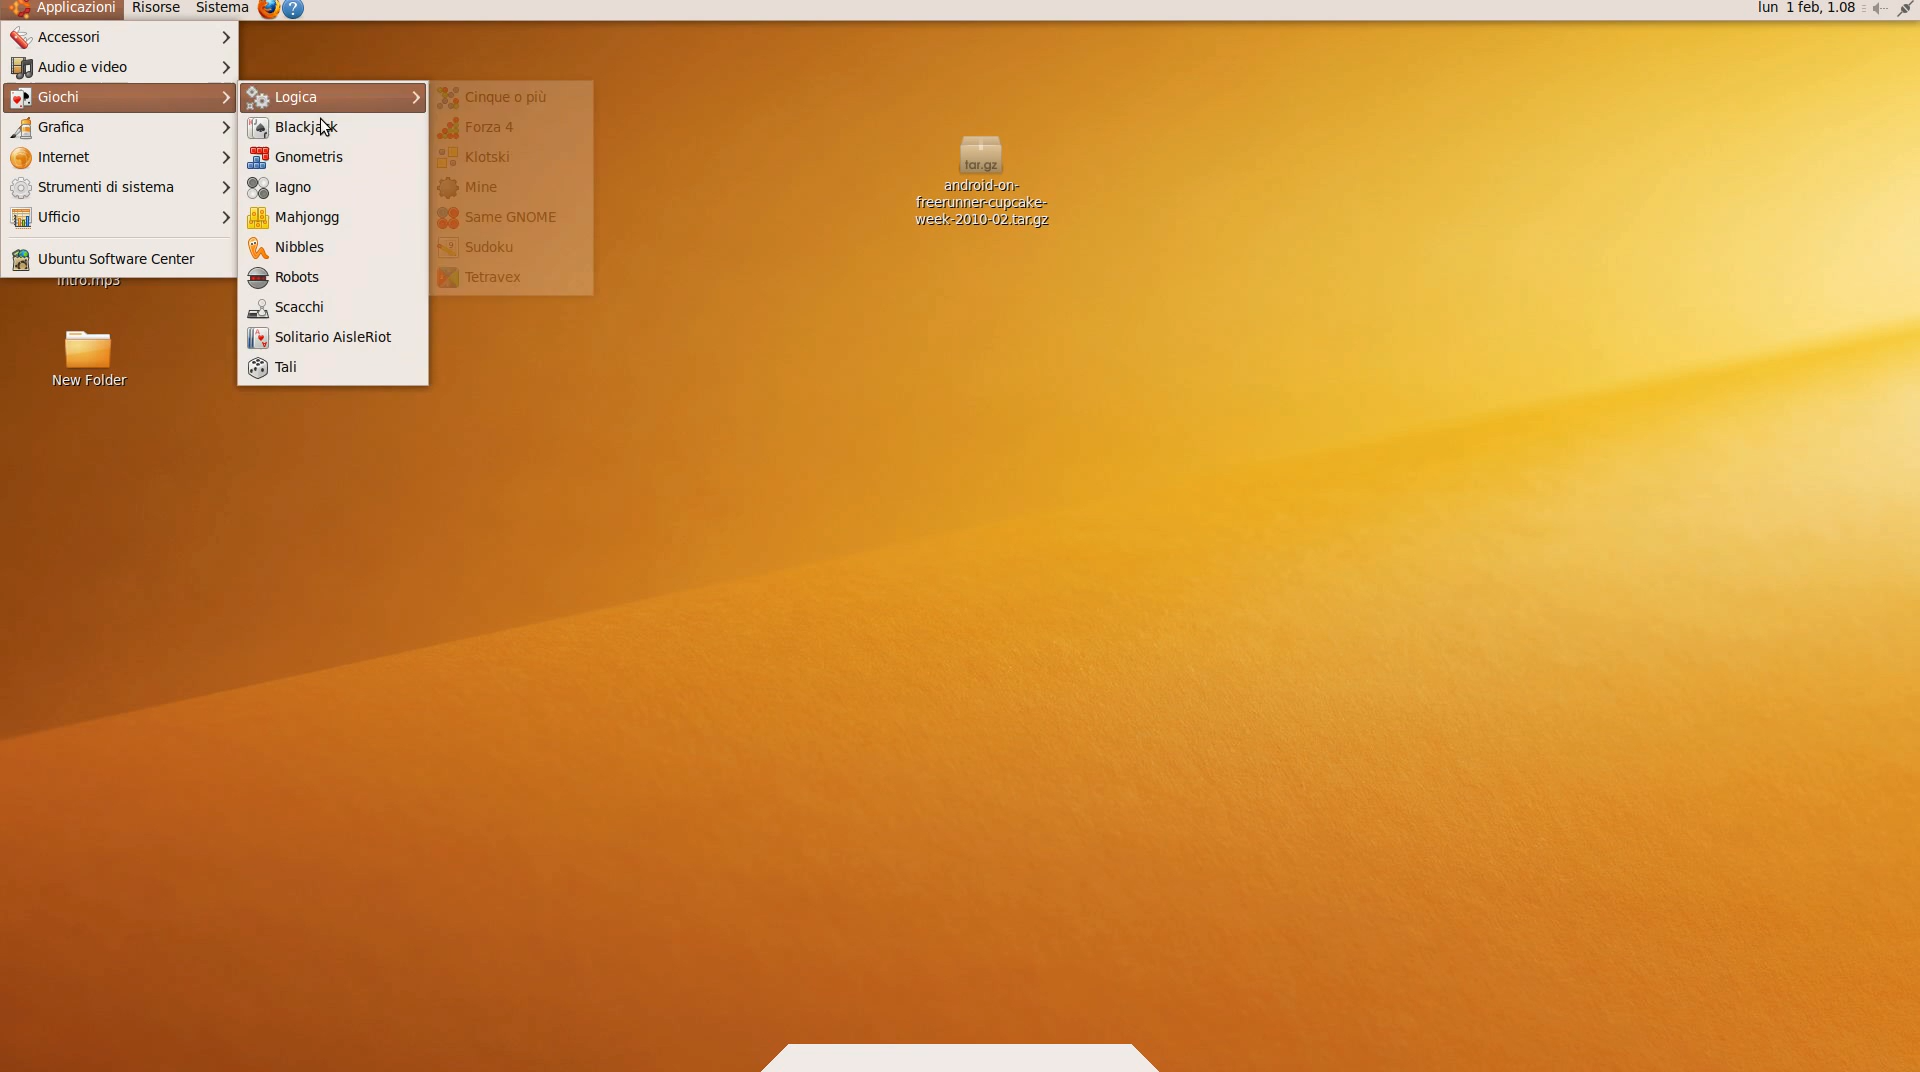 Applicazioni Risorse Sistema ? lun 1 feb, 1.08
Accessori
Audio e video
Giochi
Grafica
Internet
Strumenti di sistema
Ufficio
Ubuntu Software Center
Logica
Blackjack
Gnometris
Iagno
Mahjongg
Nibbles
Robots
Scacchi
Solitario AisleRiot
Tali
Cinque o più
Forza 4
Klotski
Mine
Same GNOME
Sudoku
Tetravex
intro.mp3
New Folder
tar.gz
android-on-
freerunner-cupcake-
week-2010-02.tar.gz